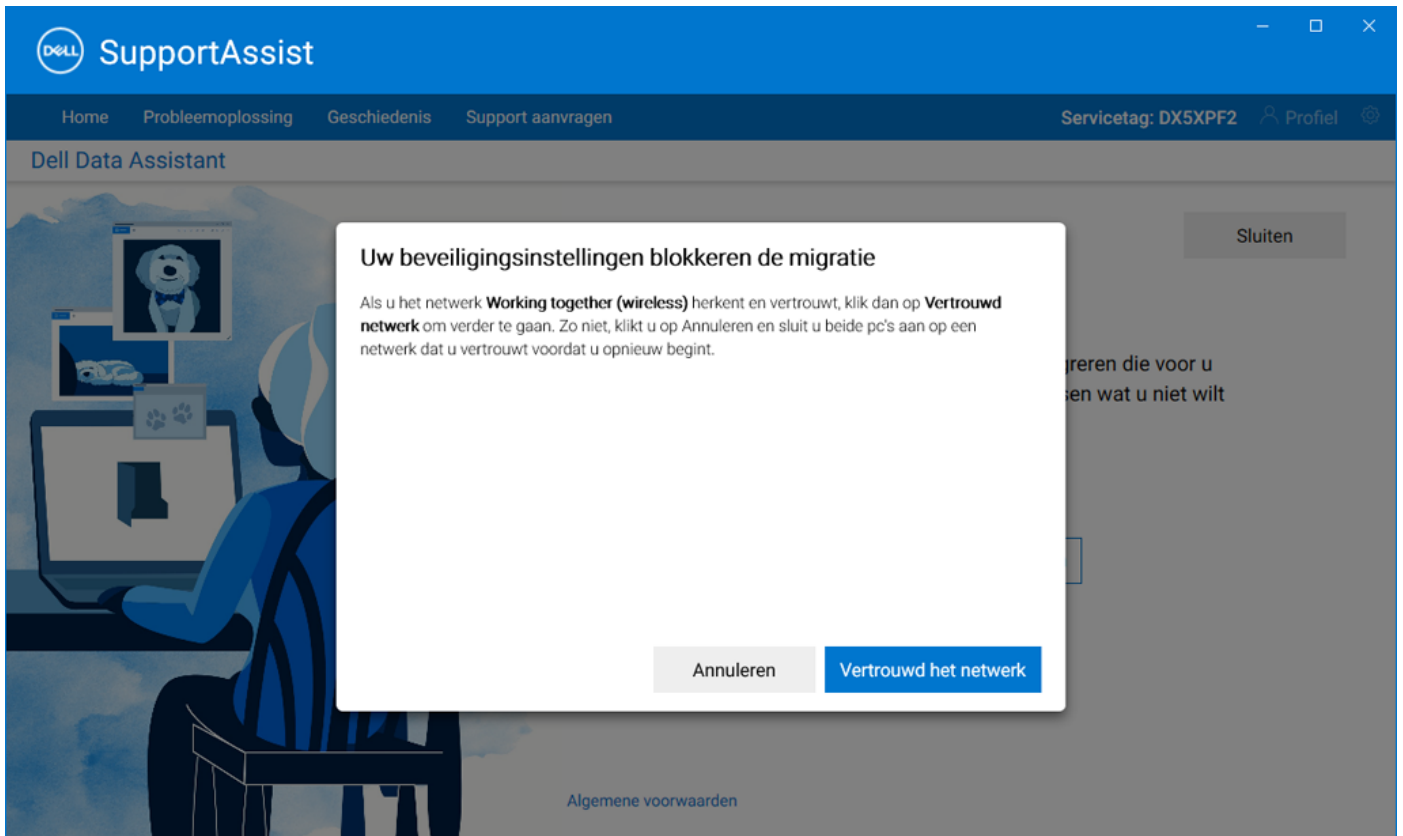 DELL SupportAssist
Home Probleemoplossing Geschiedenis Support aanvragen Servicetag: DX5XPF2 Profiel
Dell Data Assistant
Sluiten
Uw beveiligingsinstellingen blokkeren de migratie
Als u het netwerk Working together (wireless) herkent en vertrouwt, klik dan op Vertrouwd
netwerk om verder te gaan. Zo niet, klikt u op Annuleren en sluit u beide pc's aan op een
netwerk dat u vertrouwt voordat u opnieuw begint.
die voor u
wat u niet wilt
Annuleren Vertrouwd het netwerk
Algemene voorwaarden